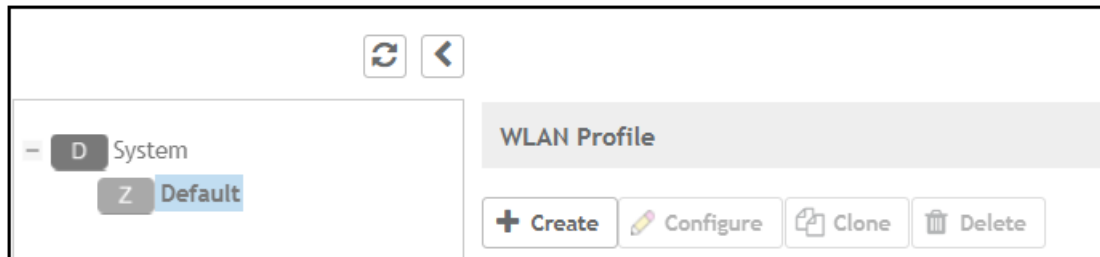 D System
Z Default
WLAN Profile
Create Configure Clone Delete